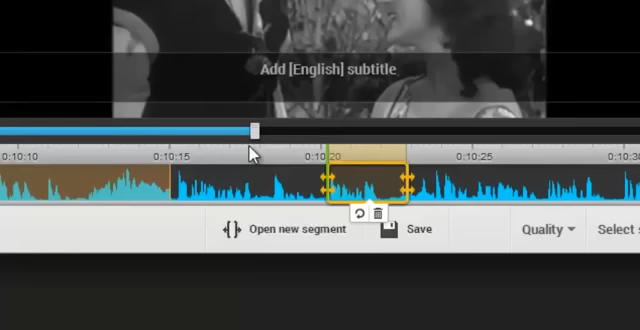 Add [English] subtitle
0:10:10 0:10:15 0:10:20 0:10:25 0:10:30
Open new segment Save Quality Select